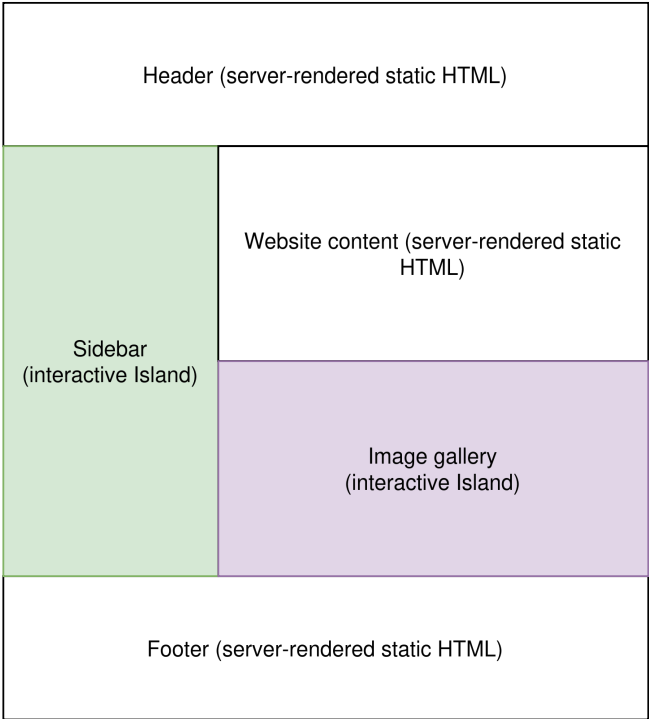 Header (server-rendered static HTML)
Website content (server-rendered static
HTML)
Sidebar
(interactive Island)
Image gallery
(interactive Island)
Footer (server-rendered static HTML)